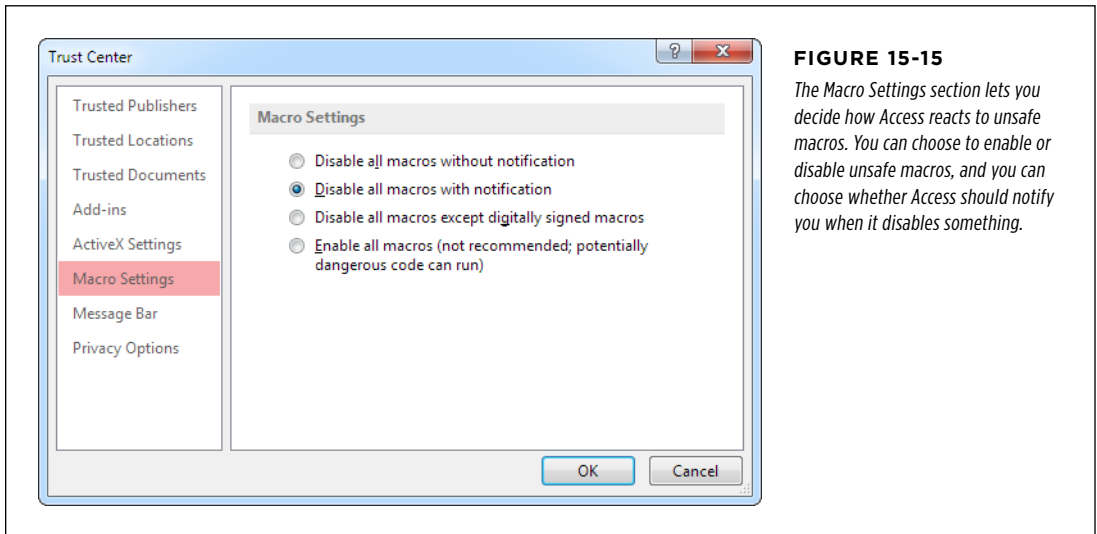 Trust Center
?
X
Trusted Publishers
Trusted Locations
Trusted Documents
Add-ins
ActiveX Settings
Macro Settings
Message Bar
Privacy Options
Macro Settings
Disable all macros without notification
Disable all macros with notification
Disable all macros except digitally signed macros
Enable all macros (not recommended; potentially
dangerous code can run)
OK
Cancel
FIGURE 15-15
The Macro Settings section lets you
decide how Access reacts to unsafe
macros. You can choose to enable or
disable unsafe macros, and you can
choose whether Access should notify
you when it disables something.